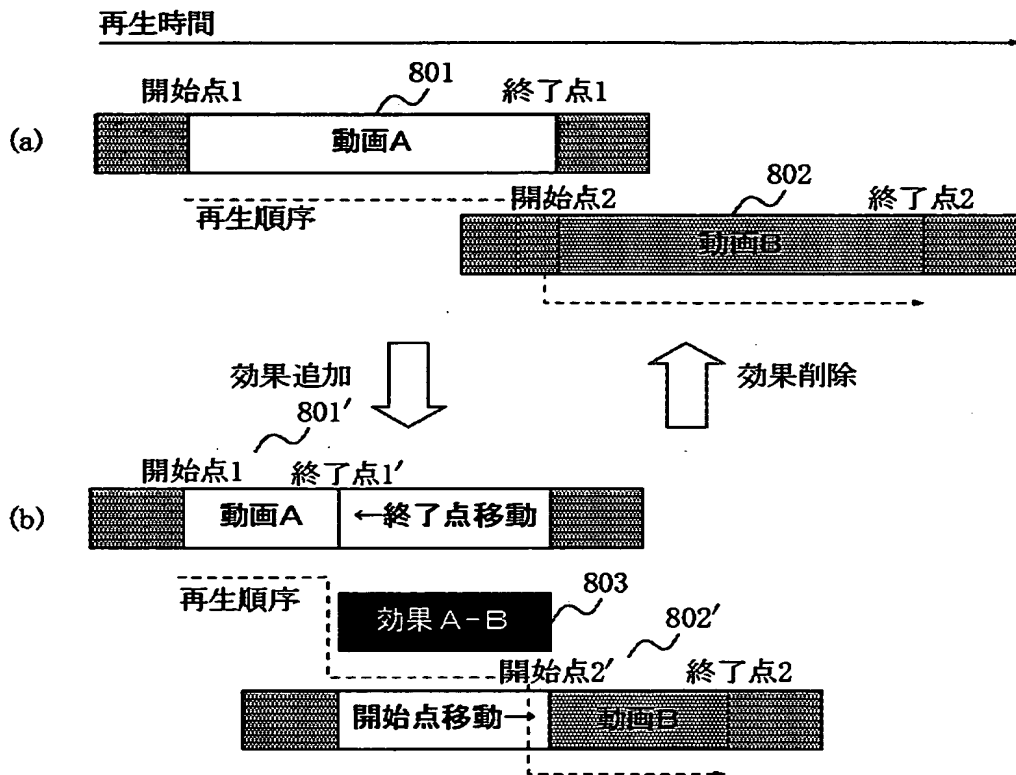 再生時間
801
開始点1 終了点1
(a) 動画A
802
再生順序 開始点2 終了点2
動画B
効果追加 効果削除
801′
開始点1 終了点1′
(b) 動画A ←終了点移動
再生順序 803
効果 A-B
802′
開始点2′ 終了点2
開始点移動→ 動画B